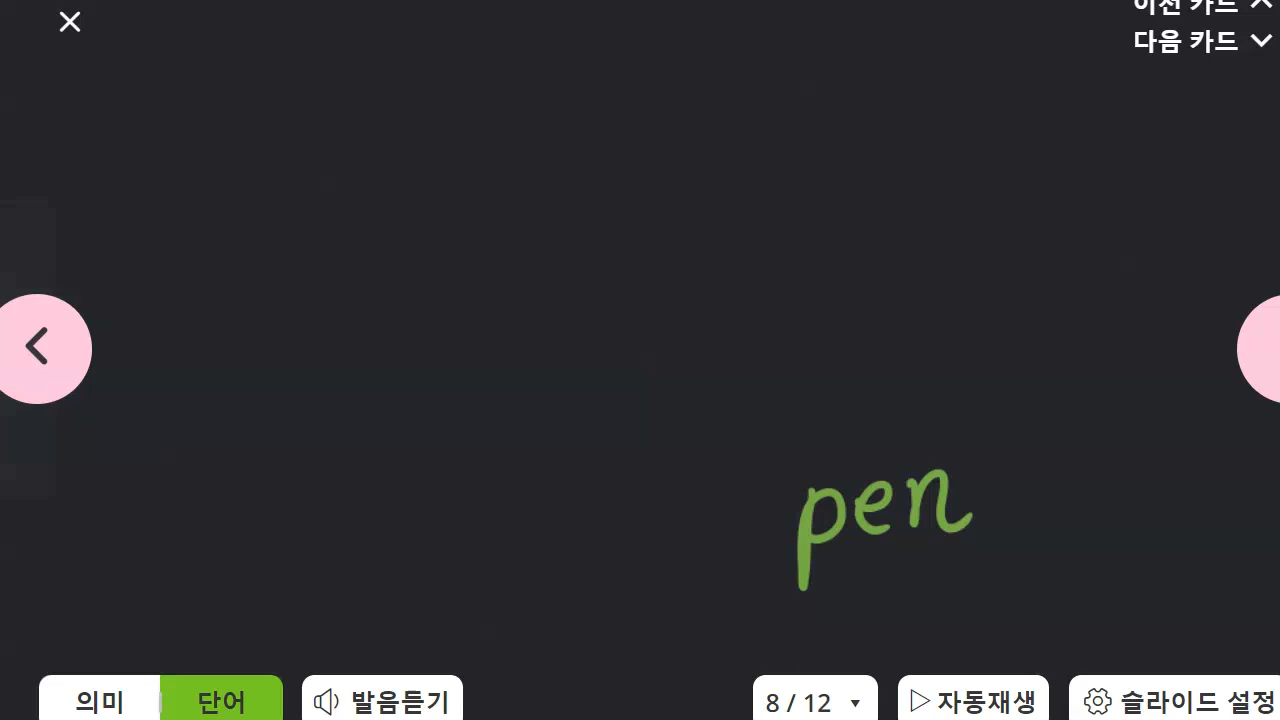 이전 카드
다음 카드
pen
의미 단어 발음듣기 8 / 12 자동재생 슬라이드 설정